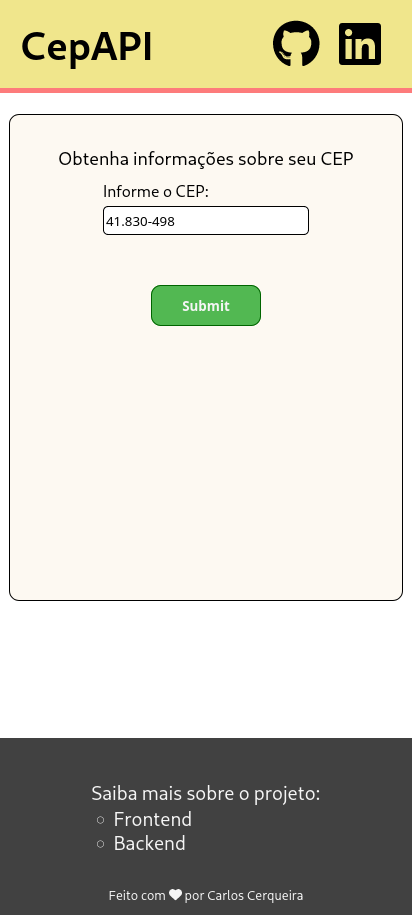 CepAPI
Obtenha informações sobre seu CEP
Informe o CEP:
41.830-498
Submit
Saiba mais sobre o projeto:
Frontend
Backend
Feito com ❤ por Carlos Cerqueira